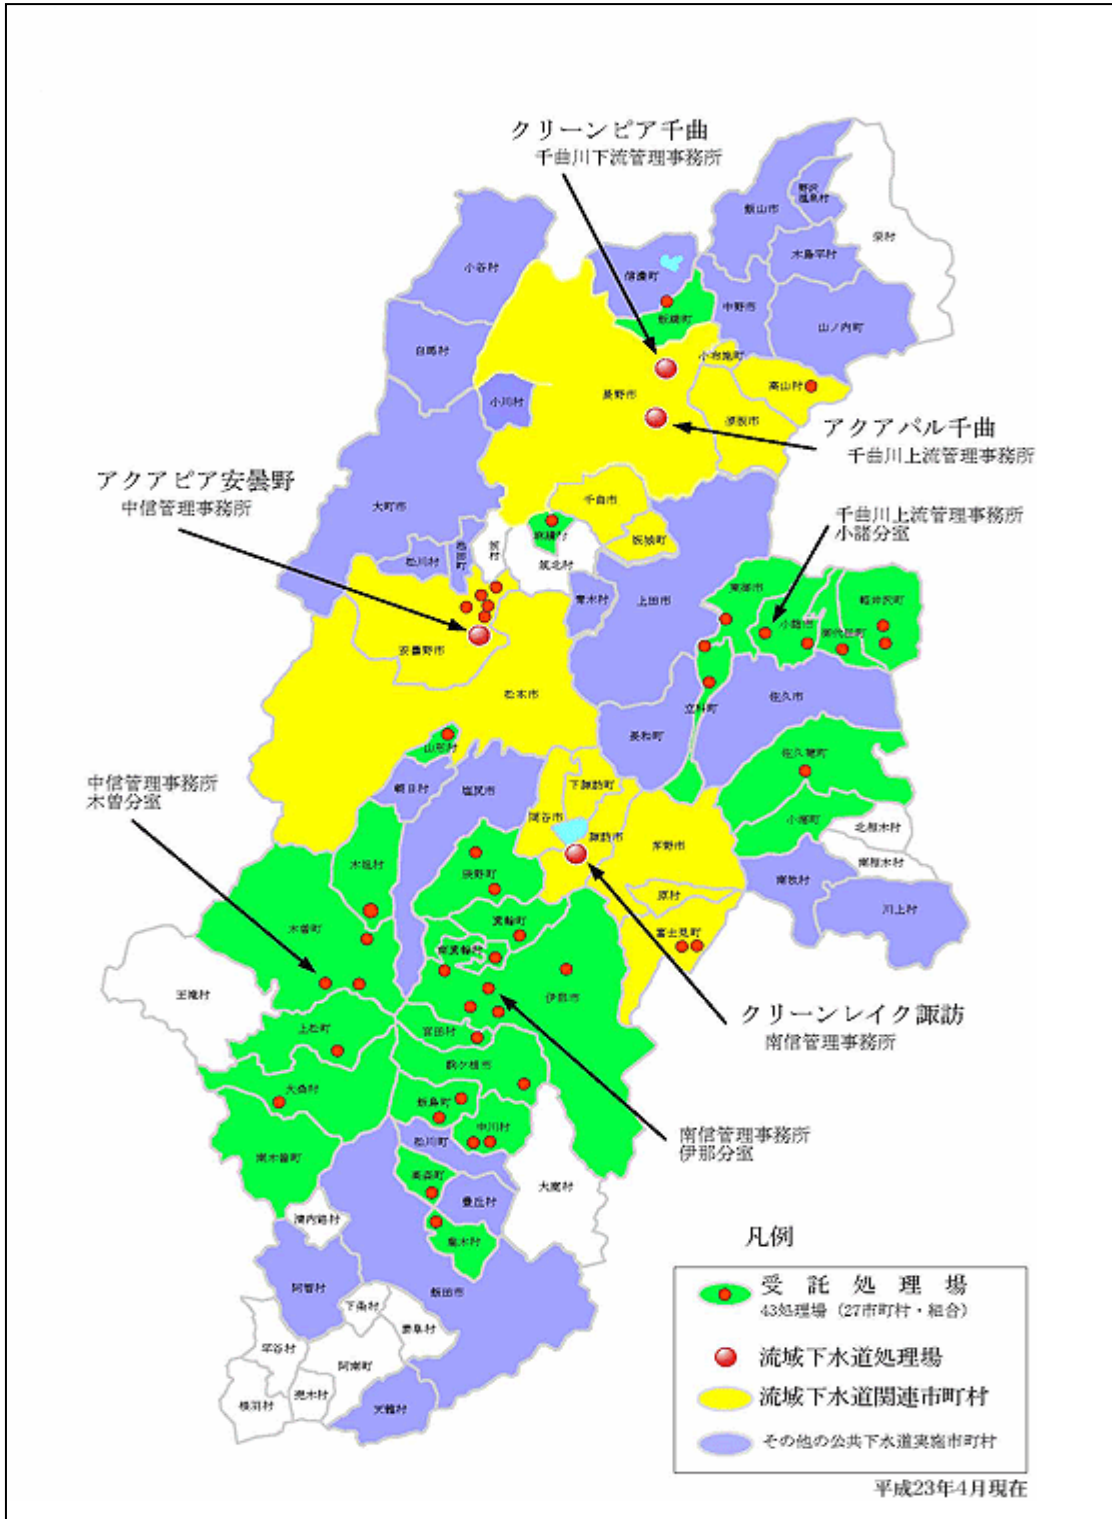 クリーンピア千曲
千曲川下流管理事務所
野沢
温泉村
飯山市
栄村
木島平村
小谷村
信濃町
中野市
山ノ内町
飯綱町
白馬村
小布施町
高山村
小川村
長野市
須坂市
アクアパル千曲
千曲川上流管理事務所
アクアピア安曇野
中信管理事務所
千曲市
大町市
千曲川上流管理事務所
小諸分室
坂城町
麻績村
筑北村
松川村
池田町
青木村
上田市
東御市
軽井沢町
小諸市
御代田町
安曇野市
松本市
佐久市
立科町
長和町
山形村
佐久穂町
中信管理事務所
木曽分室
朝日村
塩尻市
下諏訪町
岡谷市
諏訪市
茅野市
小海町
北相木村
南相木村
木祖村
辰野町
原村
南牧村
川上村
箕輪町
木曽町
富士見町
南箕輪村
王滝村
伊那市
クリーンレイク諏訪
南信管理事務所
上松町
宮田村
駒ヶ根市
大桑村
飯島町
中川村
南信管理事務所
伊那分室
松川町
南木曽町
高森町
大鹿村
豊丘村
清内路村
喬木村
凡例
阿智村
飯田市
下条村
泰阜村
平谷村
阿南町
根羽村
売木村
天龍村
受託処理場
43処理場(27市町村・組合)
流域下水道処理場
流域下水道関連市町村
その他の公共下水道実施市町村
平成23年4月現在